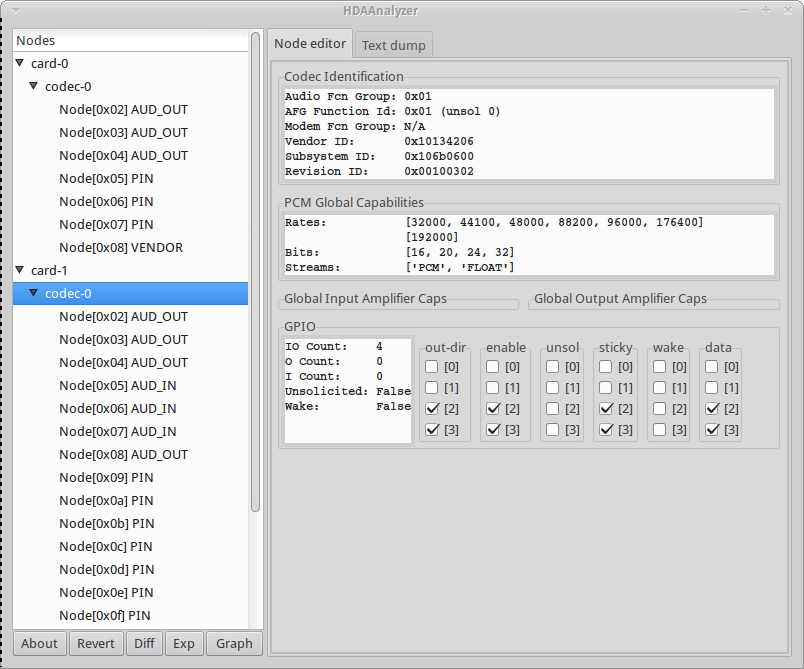 HDAAnalyzer
Nodes
card-0
codec-0
Node[0x02] AUD_OUT
Node[0x03] AUD_OUT
Node[0x04] AUD_OUT
Node[0x05] PIN
Node[0x06] PIN
Node[0x07] PIN
Node[0x08] VENDOR
card-1
codec-0
Node[0x02] AUD_OUT
Node[0x03] AUD_OUT
Node[0x04] AUD_OUT
Node[0x05] AUD_IN
Node[0x06] AUD_IN
Node[0x07] AUD_IN
Node[0x08] AUD_OUT
Node[0x09] PIN
Node[0x0a] PIN
Node[0x0b] PIN
Node[0x0c] PIN
Node[0x0d] PIN
Node[0x0e] PIN
Node[0x0f] PIN
About Revert Diff Exp Graph
Node editor Text dump
Codec Identification
Audio Fcn Group: 0x01
AFG Function Id: 0x01 (unsol 0)
Modem Fcn Group: N/A
Vendor ID: 0x10134206
Subsystem ID: 0x106b0600
Revision ID: 0x00100302
PCM Global Capabilities
Rates: [32000, 44100, 48000, 88200, 96000, 176400]
[192000]
Bits: [16, 20, 24, 32]
Streams: ['PCM', 'FLOAT']
Global Input Amplifier Caps Global Output Amplifier Caps
GPIO
IO Count: 4
O Count: 0
I Count: 0
Unsolicited: False
Wake: False
out-dir enable unsol sticky wake data
[0] [0] [0] [0] [0] [0]
[1] [1] [1] [1] [1] [1]
[2] [2] [2] [2] [2] [2]
[3] [3] [3] [3] [3] [3]